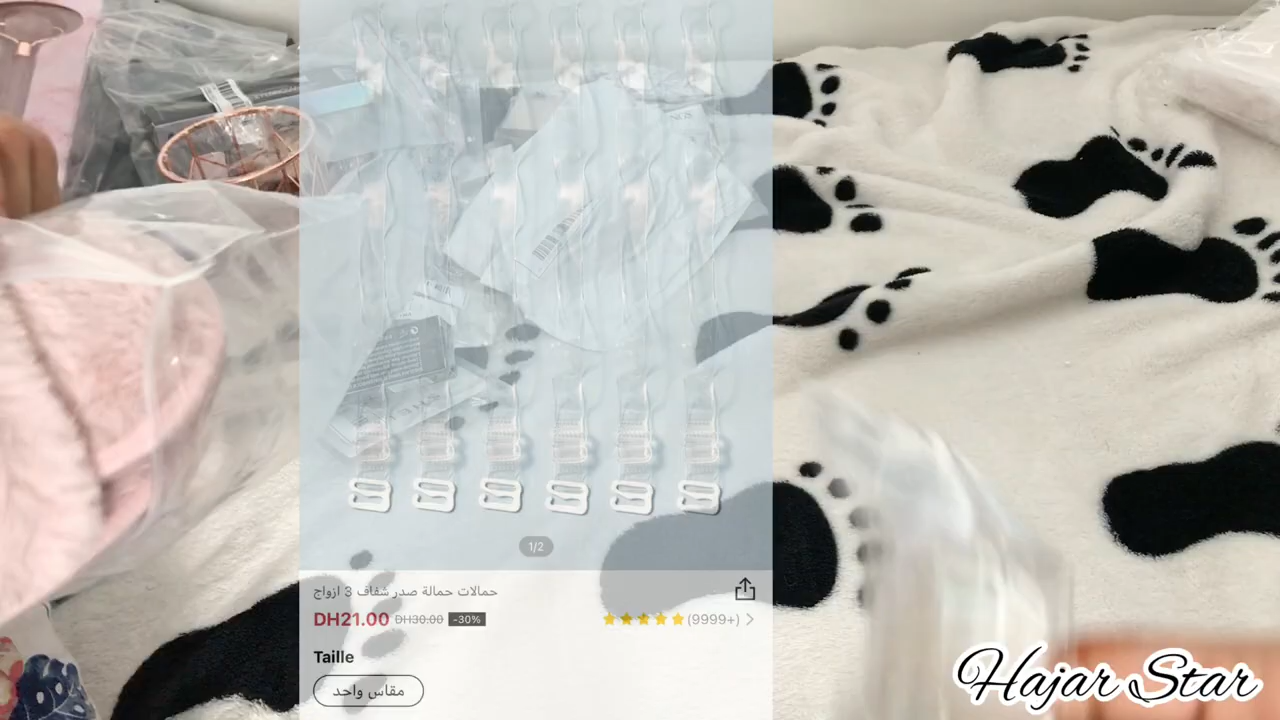 1/2
حمالات حمالة صدر شفاف 3 ازواج
DH21.00 DH30.00 -30% (9999+)
Taille
مقاس واحد
Hajar Star